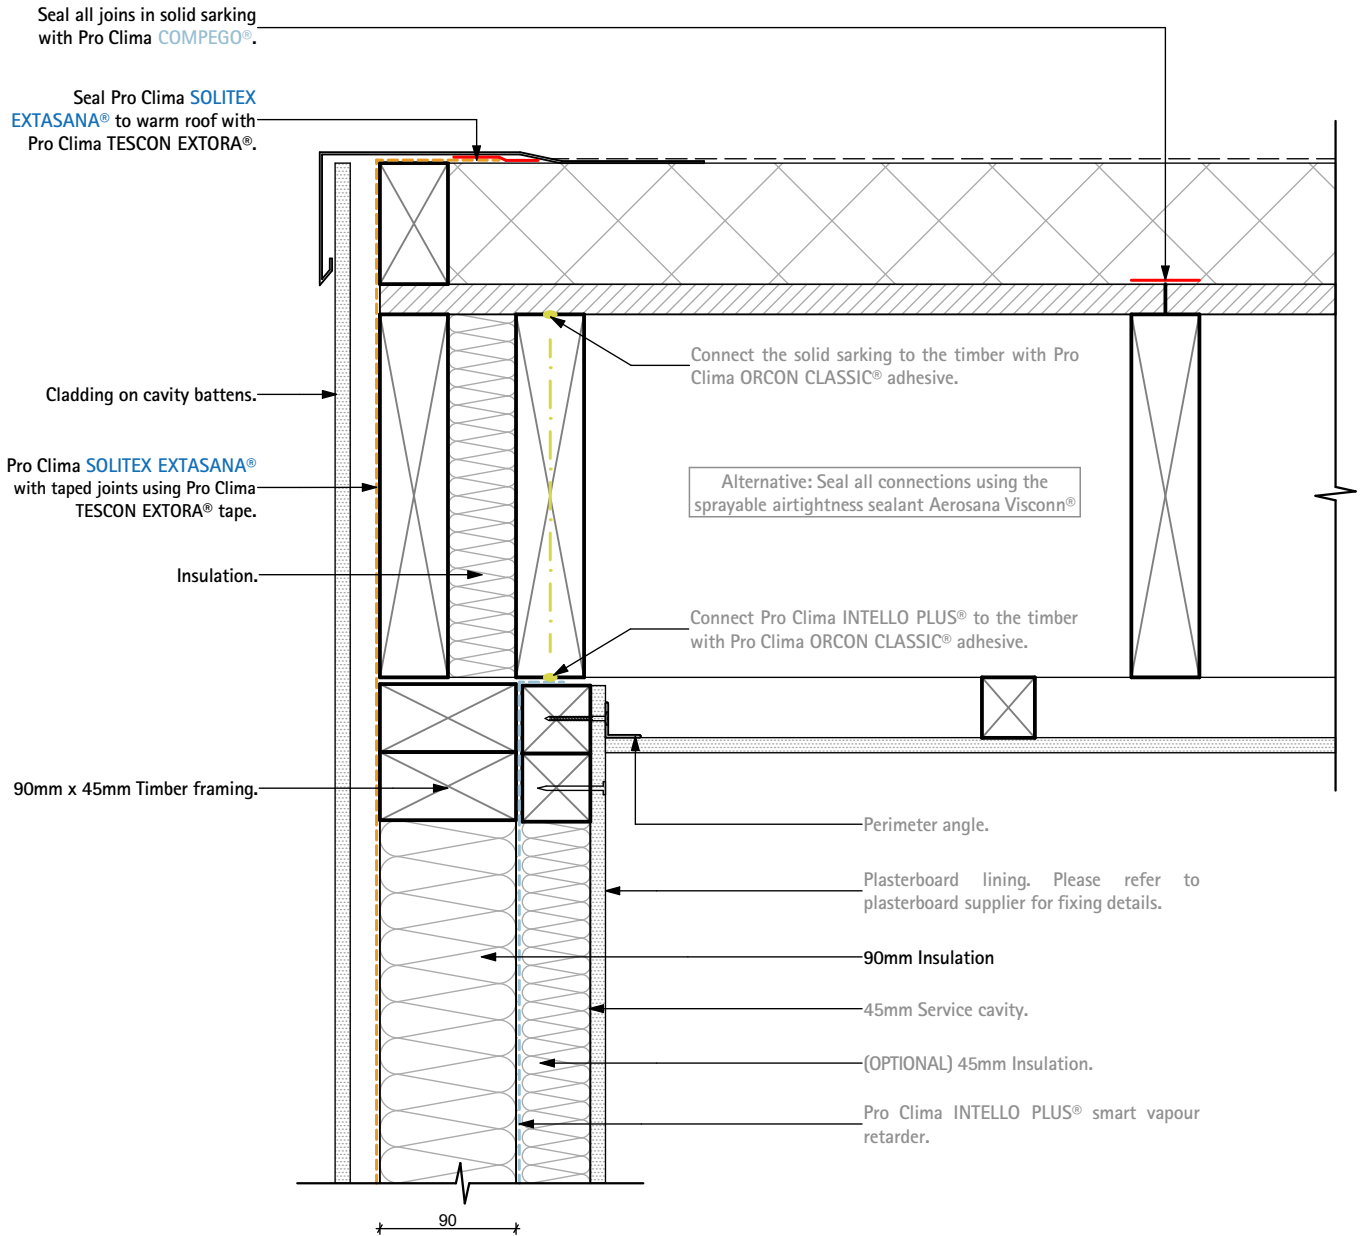 Seal all joins in solid sarking
with Pro Clima COMPEGO®.
Seal Pro Clima SOLITEX
EXTASANA® to warm roof with
Pro Clima TESCON EXTORA®.
Connect the solid sarking to the timber with Pro
Clima ORCON CLASSIC® adhesive.
Cladding on cavity battens.
Pro Clima SOLITEX EXTASANA®
with taped joints using Pro Clima
TESCON EXTORA® tape.
Alternative: Seal all connections using the
sprayable airtightness sealant Aerosana Visconn®
Insulation.
Connect Pro Clima INTELLO PLUS® to the timber
with Pro Clima ORCON CLASSIC® adhesive.
90mm x 45mm Timber framing.
Perimeter angle.
Plasterboard lining. Please refer to
plasterboard supplier for fixing details.
90mm Insulation
45mm Service cavity.
(OPTIONAL) 45mm Insulation.
Pro Clima INTELLO PLUS® smart vapour
retarder.
90